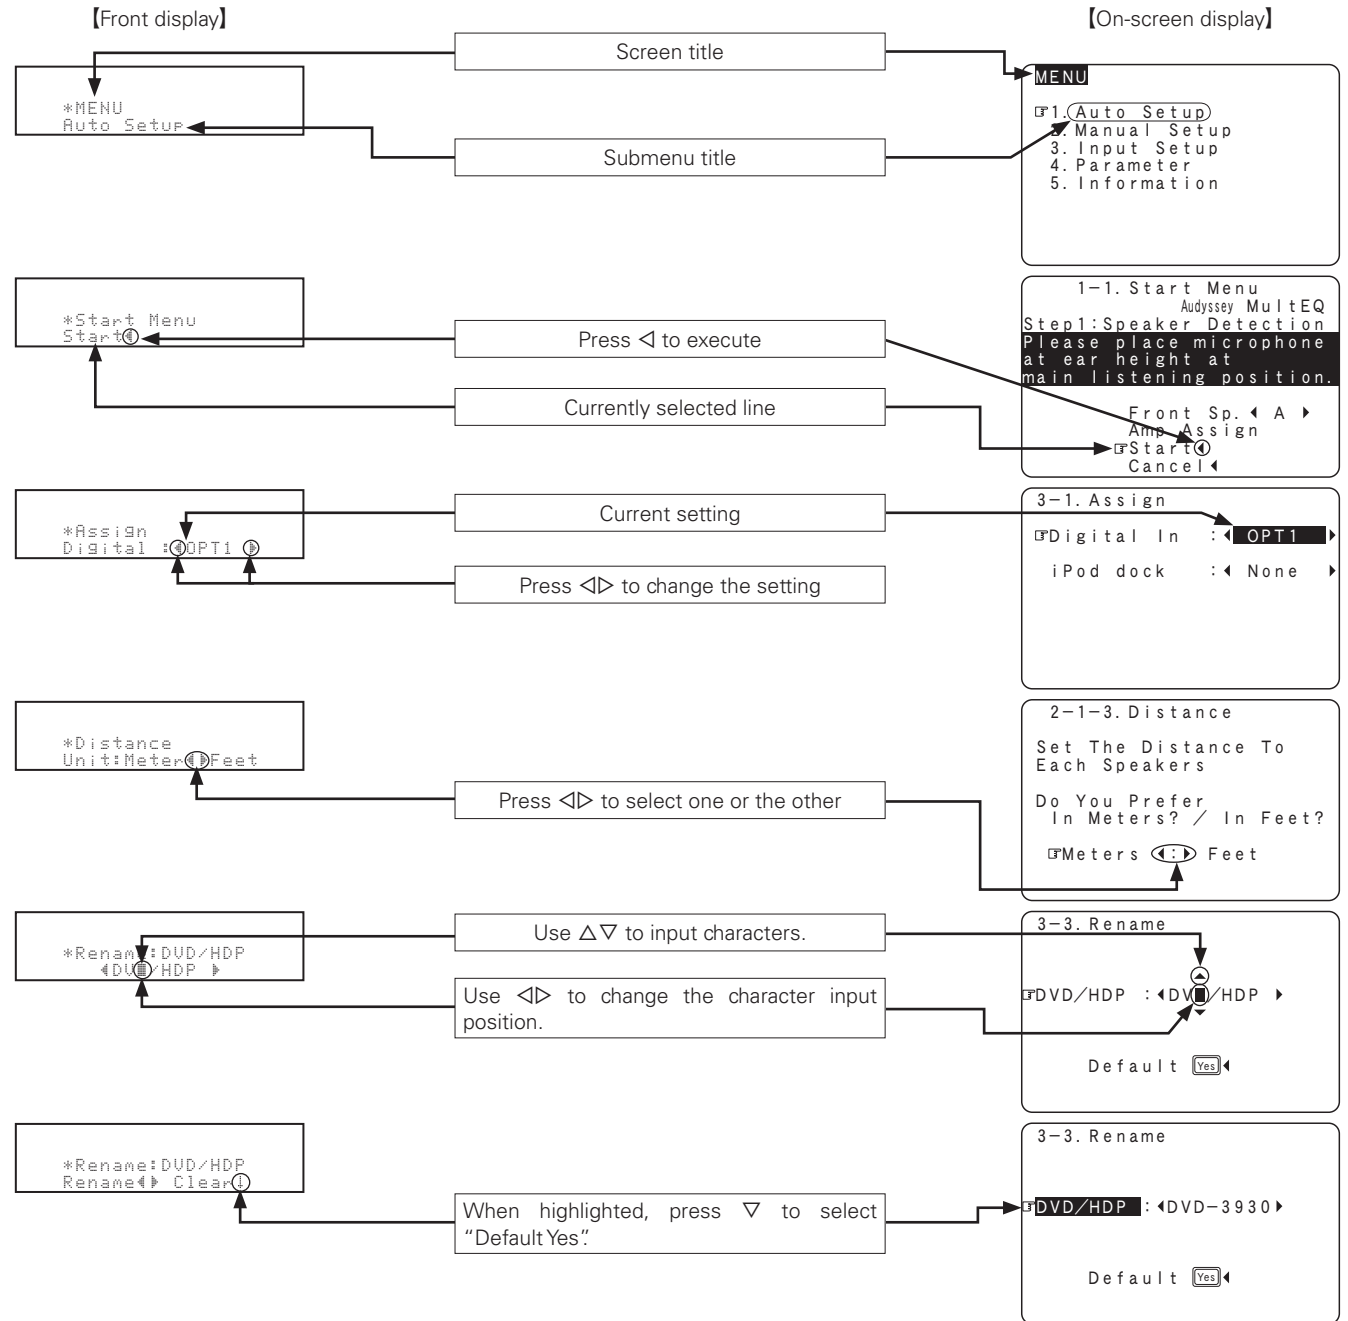 【Front display】
【On-screen display】
Screen title
Submenu title
*MENU
Auto Setup
MENU
☞1.Auto Setup
2.Manual Setup
3.Input Setup
4.Parameter
5.Information
*Start Menu
Start◀
Press ◁ to execute
Currently selected line
1-1.Start Menu
Audyssey MultEQ
Step1:Speaker Detection
Please place microphone
at ear height at
main listening position.
Front Sp.◀ A ▶
Amp Assign
☞Start◀
Cancel◀
*Assign
Digital :◀OPT1 ▶
Current setting
Press ◁▷ to change the setting
3-1.Assign
☞Digital In :◀ OPT1 ▶
iPod dock :◀ None ▶
*Distance
Unit:Meter◀▶Feet
Press ◁▷ to select one or the other
2-1-3.Distance
Set The Distance To
Each Speakers
Do You Prefer
In Meters? / In Feet?
☞Meters ◀:▶ Feet
*Rename:DVD/HDP
◀DV■/HDP ▶
Use △▽ to input characters.
Use ◁▷ to change the character input
position.
3-3.Rename
☞DVD/HDP :◀DV■/HDP ▶
Default Yes◀
*Rename:DVD/HDP
Rename◀▶ Clear↓
When highlighted, press ▽ to select
“Default Yes”.
3-3.Rename
☞DVD/HDP :◀DVD-3930▶
Default Yes◀